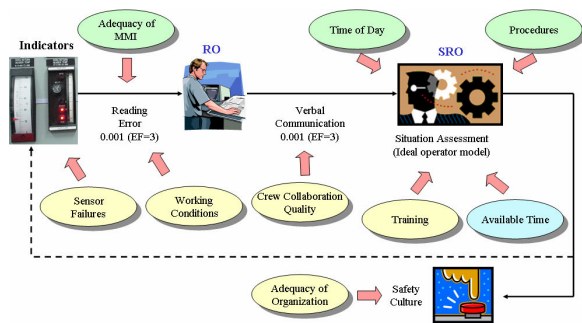 Adequacy of
MMI
RO
Time of Day
SRO
Procedures
Indicators
Reading
Error
0.001 (EF=3)
Verbal
Communication
0.001 (EF=3)
Situation Assessment
(Ideal operator model)
Sensor
Failures
Working
Conditions
Crew Collaboration
Quality
Training
Available Time
Adequacy of
Organization
Safety
Culture